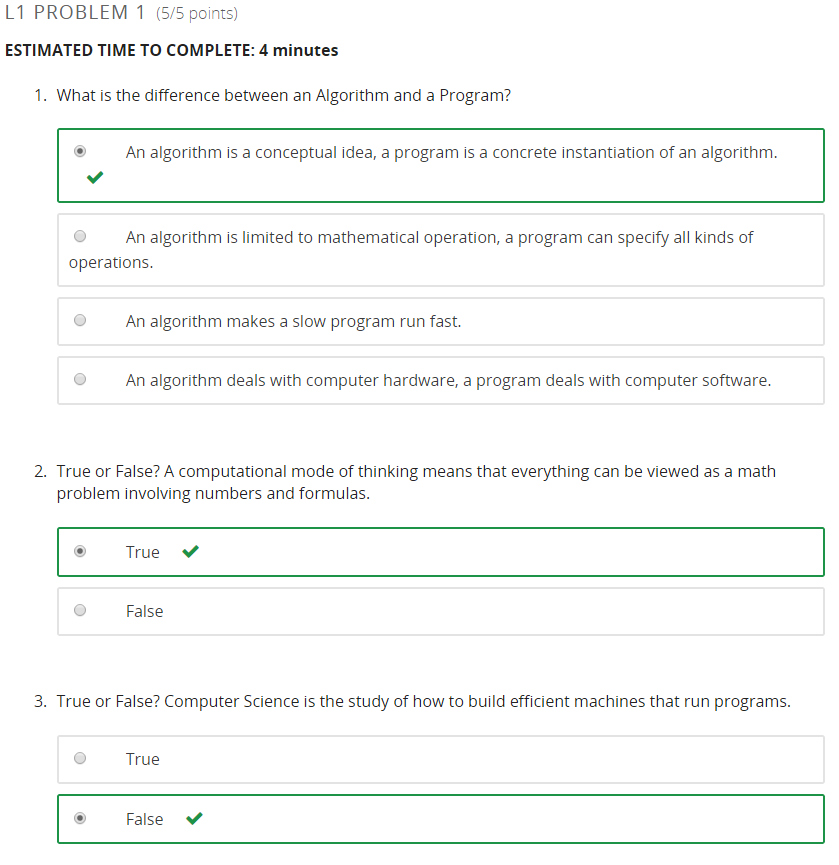 L1 PROBLEM 1 (5/5 points)
ESTIMATED TIME TO COMPLETE: 4 minutes
1. What is the difference between an Algorithm and a Program?
An algorithm is a conceptual idea, a program is a concrete instantiation of an algorithm.
An algorithm is limited to mathematical operation, a program can specify all kinds of
operations.
An algorithm makes a slow program run fast.
An algorithm deals with computer hardware, a program deals with computer software.
2. True or False? A computational mode of thinking means that everything can be viewed as a math
problem involving numbers and formulas.
True
False
3. True or False? Computer Science is the study of how to build efficient machines that run programs.
True
False